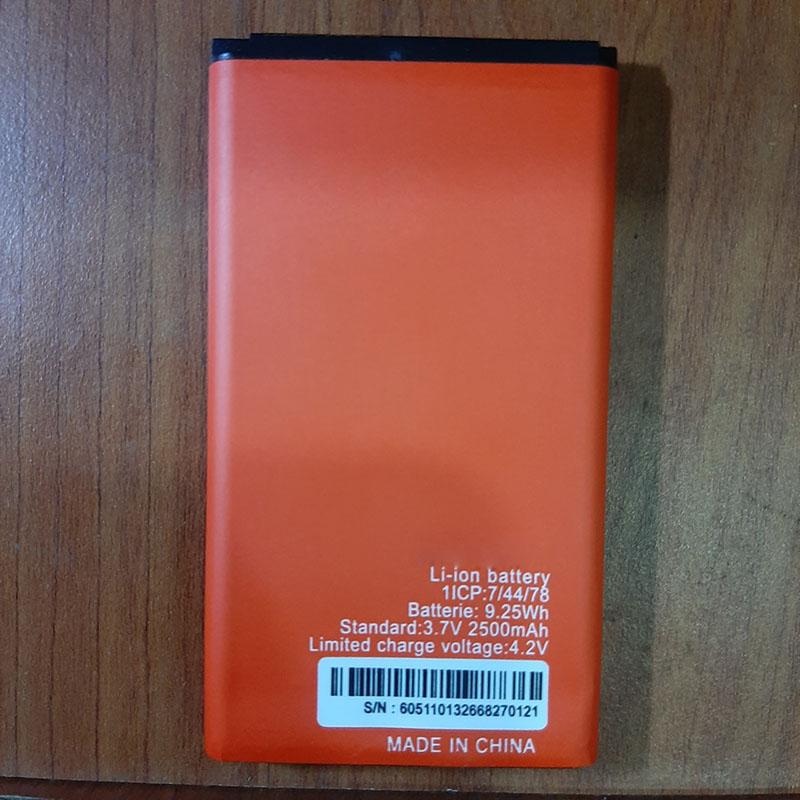 Li-ion battery
1ICP:7/44/78
Batterie: 9.25Wh
Standard:3.7V 2500mAh
Limited charge voltage:4.2V
S/N : 605110132668270121
MADE IN CHINA